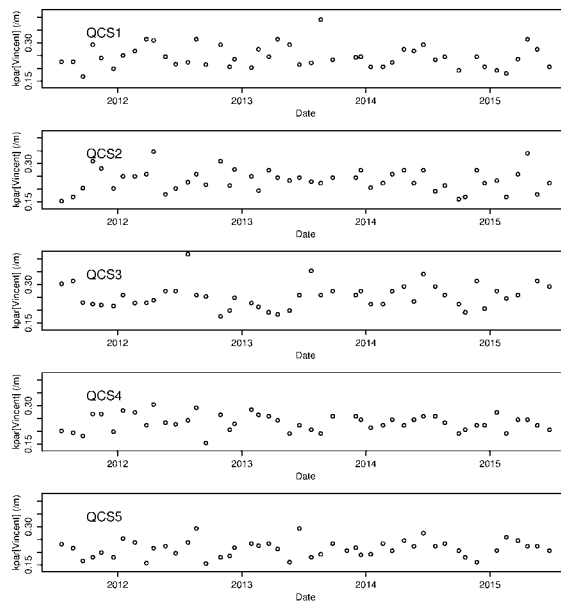 QCS1
kpar[Vincent] (/m)
0.30
0.15
2012 2013 2014 2015
Date
QCS2
kpar[Vincent] (/m)
0.30
0.15
2012 2013 2014 2015
Date
QCS3
kpar[Vincent] (/m)
0.30
0.15
2012 2013 2014 2015
Date
QCS4
kpar[Vincent] (/m)
0.30
0.15
2012 2013 2014 2015
Date
QCS5
kpar[Vincent] (/m)
0.30
0.15
2012 2013 2014 2015
Date